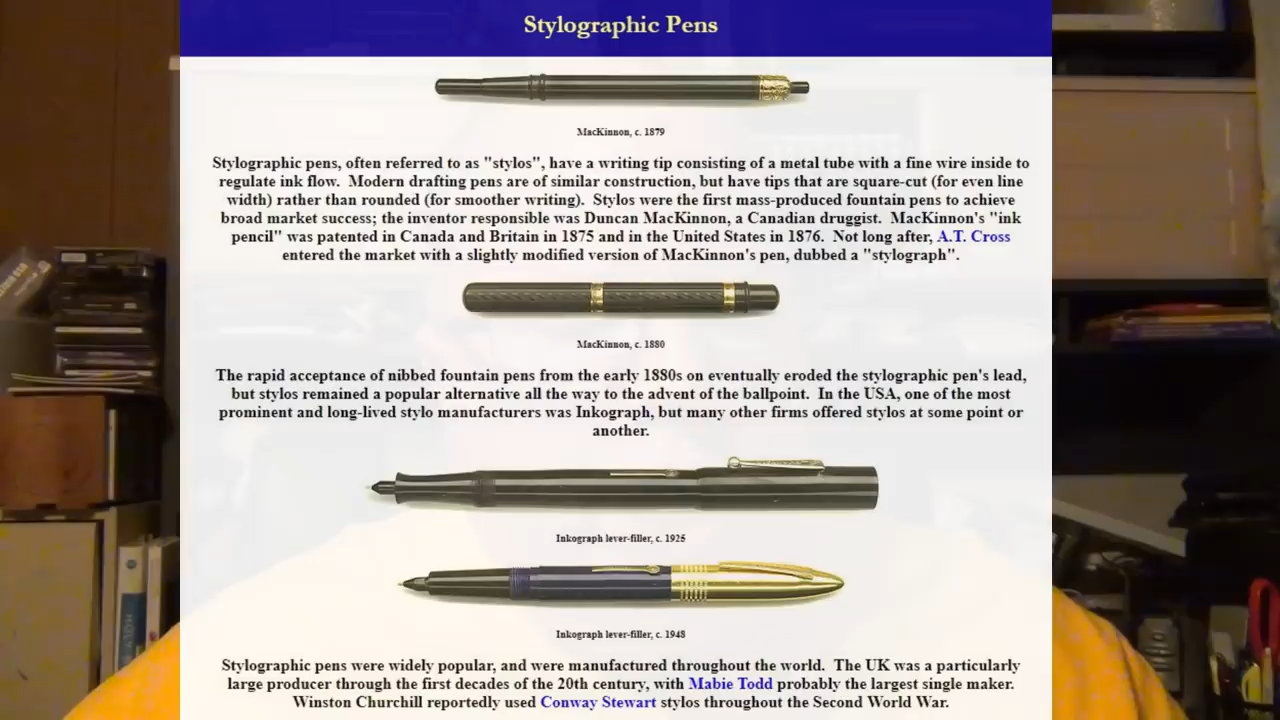 Stylographic Pens
MacKinnon, c. 1879
Stylographic pens, often referred to as "stylos", have a writing tip consisting of a metal tube with a fine wire inside to
regulate ink flow.  Modern drafting pens are of similar construction, but have tips that are square-cut (for even line
width) rather than rounded (for smoother writing).  Stylos were the first mass-produced fountain pens to achieve
broad market success; the inventor responsible was Duncan MacKinnon, a Canadian druggist.  MacKinnon's "ink
pencil" was patented in Canada and Britain in 1875 and in the United States in 1876.  Not long after, A.T. Cross
entered the market with a slightly modified version of MacKinnon's pen, dubbed a "stylograph".
MacKinnon, c. 1880
The rapid acceptance of nibbed fountain pens from the early 1880s on eventually eroded the stylographic pen's lead,
but stylos remained a popular alternative all the way to the advent of the ballpoint.  In the USA, one of the most
prominent and long-lived stylo manufacturers was Inkograph, but many other firms offered stylos at some point or
another.
Inkograph lever-filler, c. 1925
Inkograph lever-filler, c. 1948
Stylographic pens were widely popular, and were manufactured throughout the world.  The UK was a particularly
large producer through the first decades of the 20th century, with Mabie Todd probably the largest single maker.
Winston Churchill reportedly used Conway Stewart stylos throughout the Second World War.